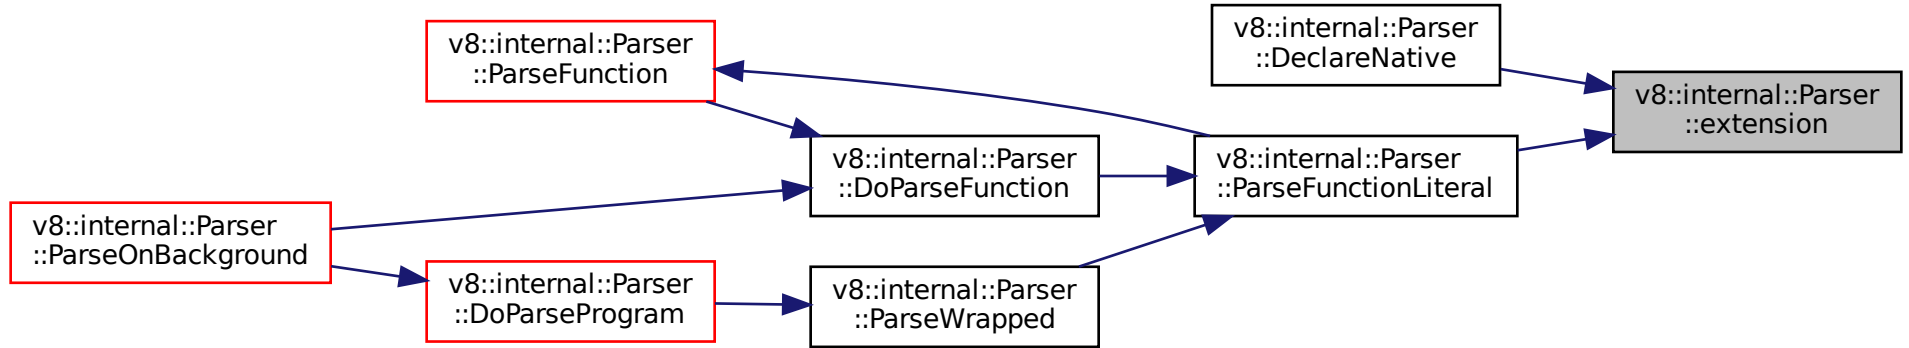 v8::internal::Parser
::ParseFunction
v8::internal::Parser
::DeclareNative
v8::internal::Parser
::extension
v8::internal::Parser
::DoParseFunction
v8::internal::Parser
::ParseFunctionLiteral
v8::internal::Parser
::ParseOnBackground
v8::internal::Parser
::DoParseProgram
v8::internal::Parser
::ParseWrapped